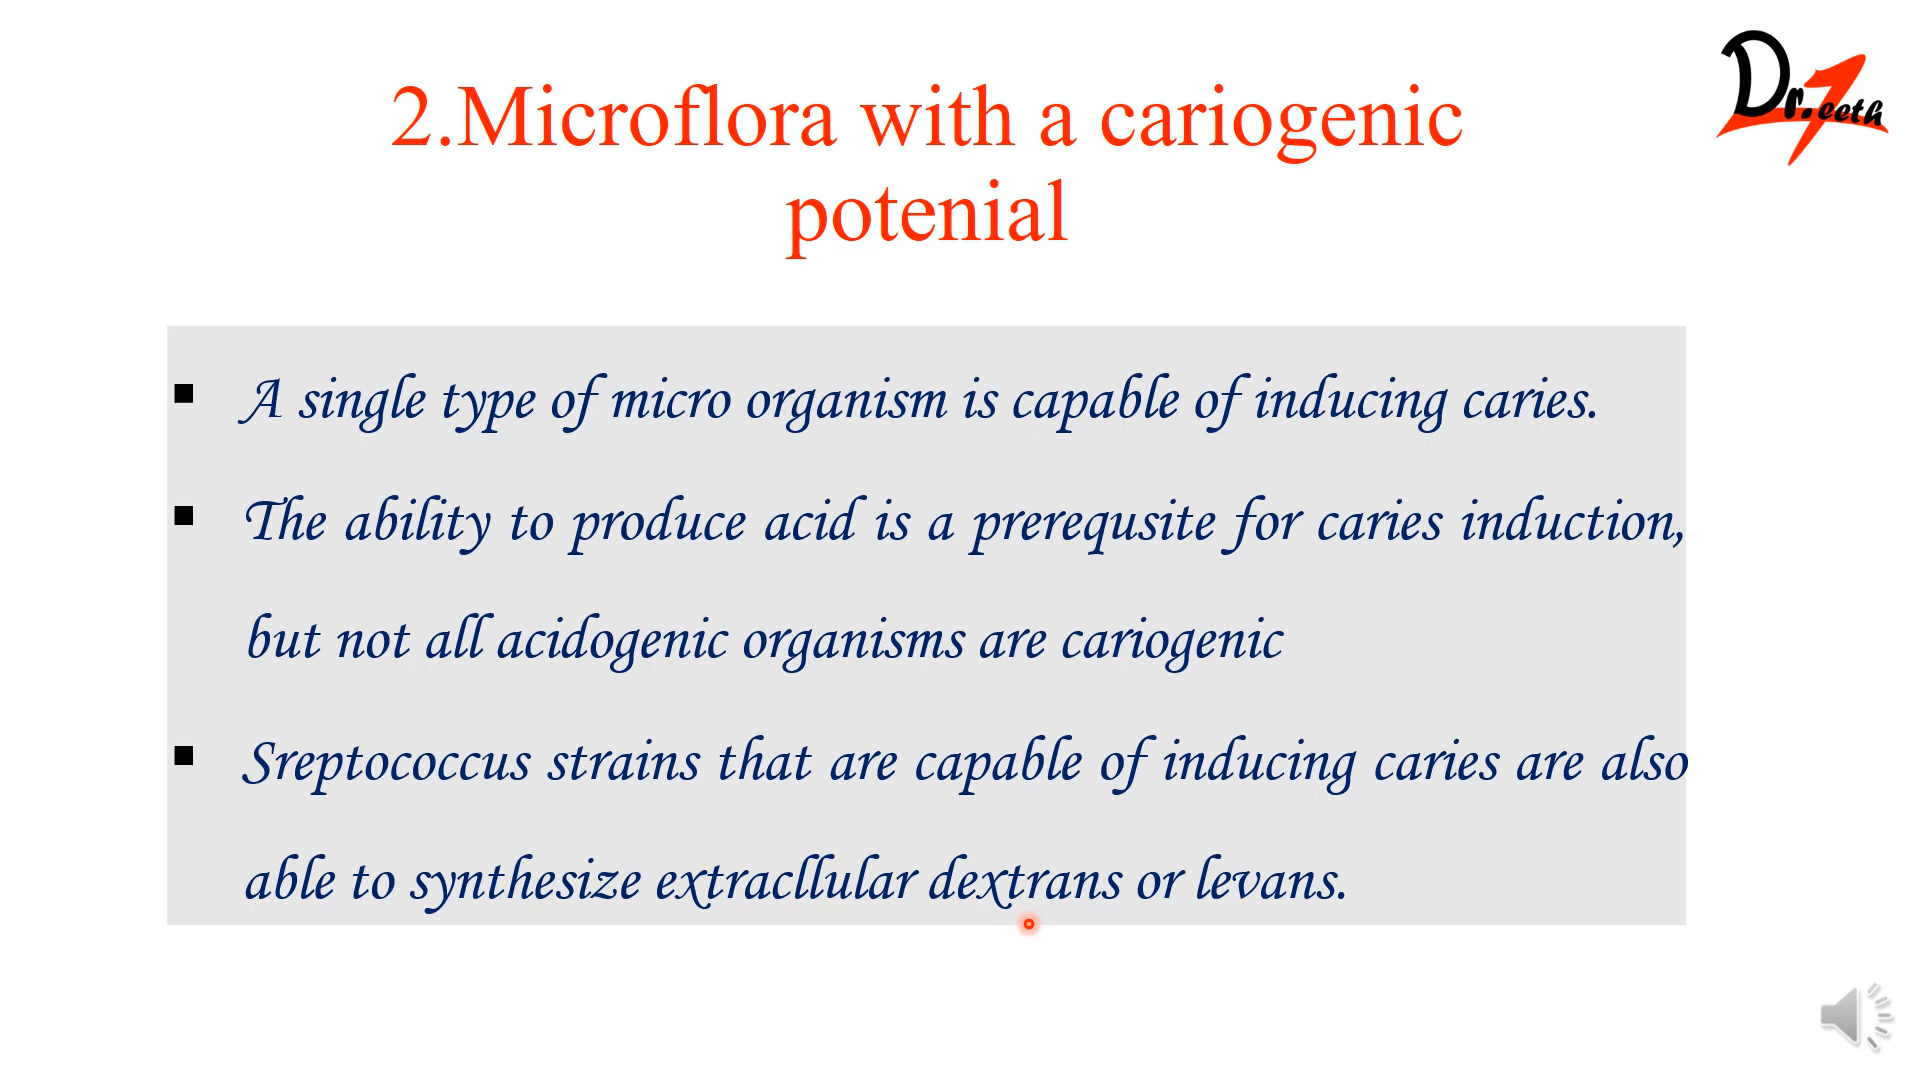 2.Microflora with a cariogenic
potenial
Dr.Teeth
A single type of micro organism is capable of inducing caries.
The ability to produce acid is a prerequsite for caries induction,
but not all acidogenic organisms are cariogenic
Sreptococcus strains that are capable of inducing caries are also
able to synthesize extracllular dextrans or levans.